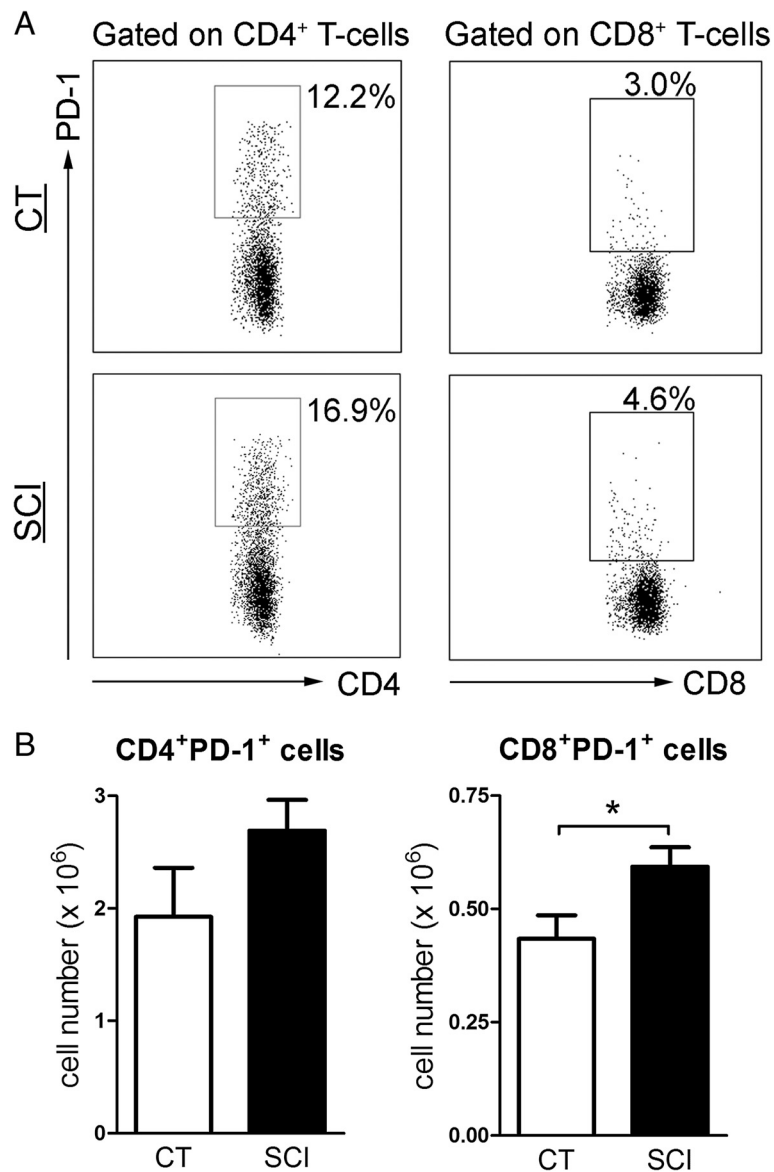 A
Gated on CD4⁺ T-cells
Gated on CD8⁺ T-cells
PD-1
CT
12.2%
3.0%
SCI
16.9%
4.6%
CD4
CD8
B
CD4⁺PD-1⁺ cells
CD8⁺PD-1⁺ cells
cell number (x 10⁶)
3
2
1
0
CT
SCI
cell number (x 10⁶)
0.75
0.50
0.25
0.00
*
CT
SCI